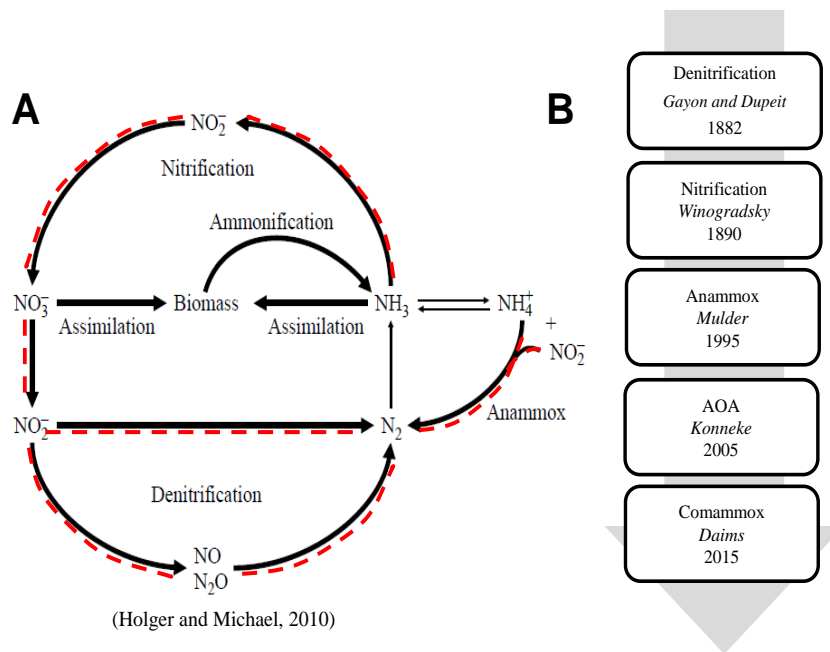 A
NO₂⁻
Nitrification
Ammonification
NO₃⁻
Biomass
NH₃
NH₄⁺
Assimilation
Assimilation
+
NO₂⁻
Anammox
NO₂⁻
N₂
Denitrification
NO
N₂O
(Holger and Michael, 2010)
B
Denitrification
Gayon and Dupeit
1882
Nitrification
Winogradsky
1890
Anammox
Mulder
1995
AOA
Konneke
2005
Comammox
Daims
2015